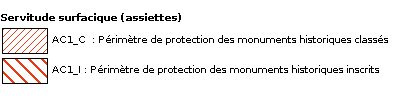 Servitude surfacique (assiettes)
AC1_C : Périmètre de protection des monuments historiques classés
AC1_I : Périmètre de protection des monuments historiques inscrits